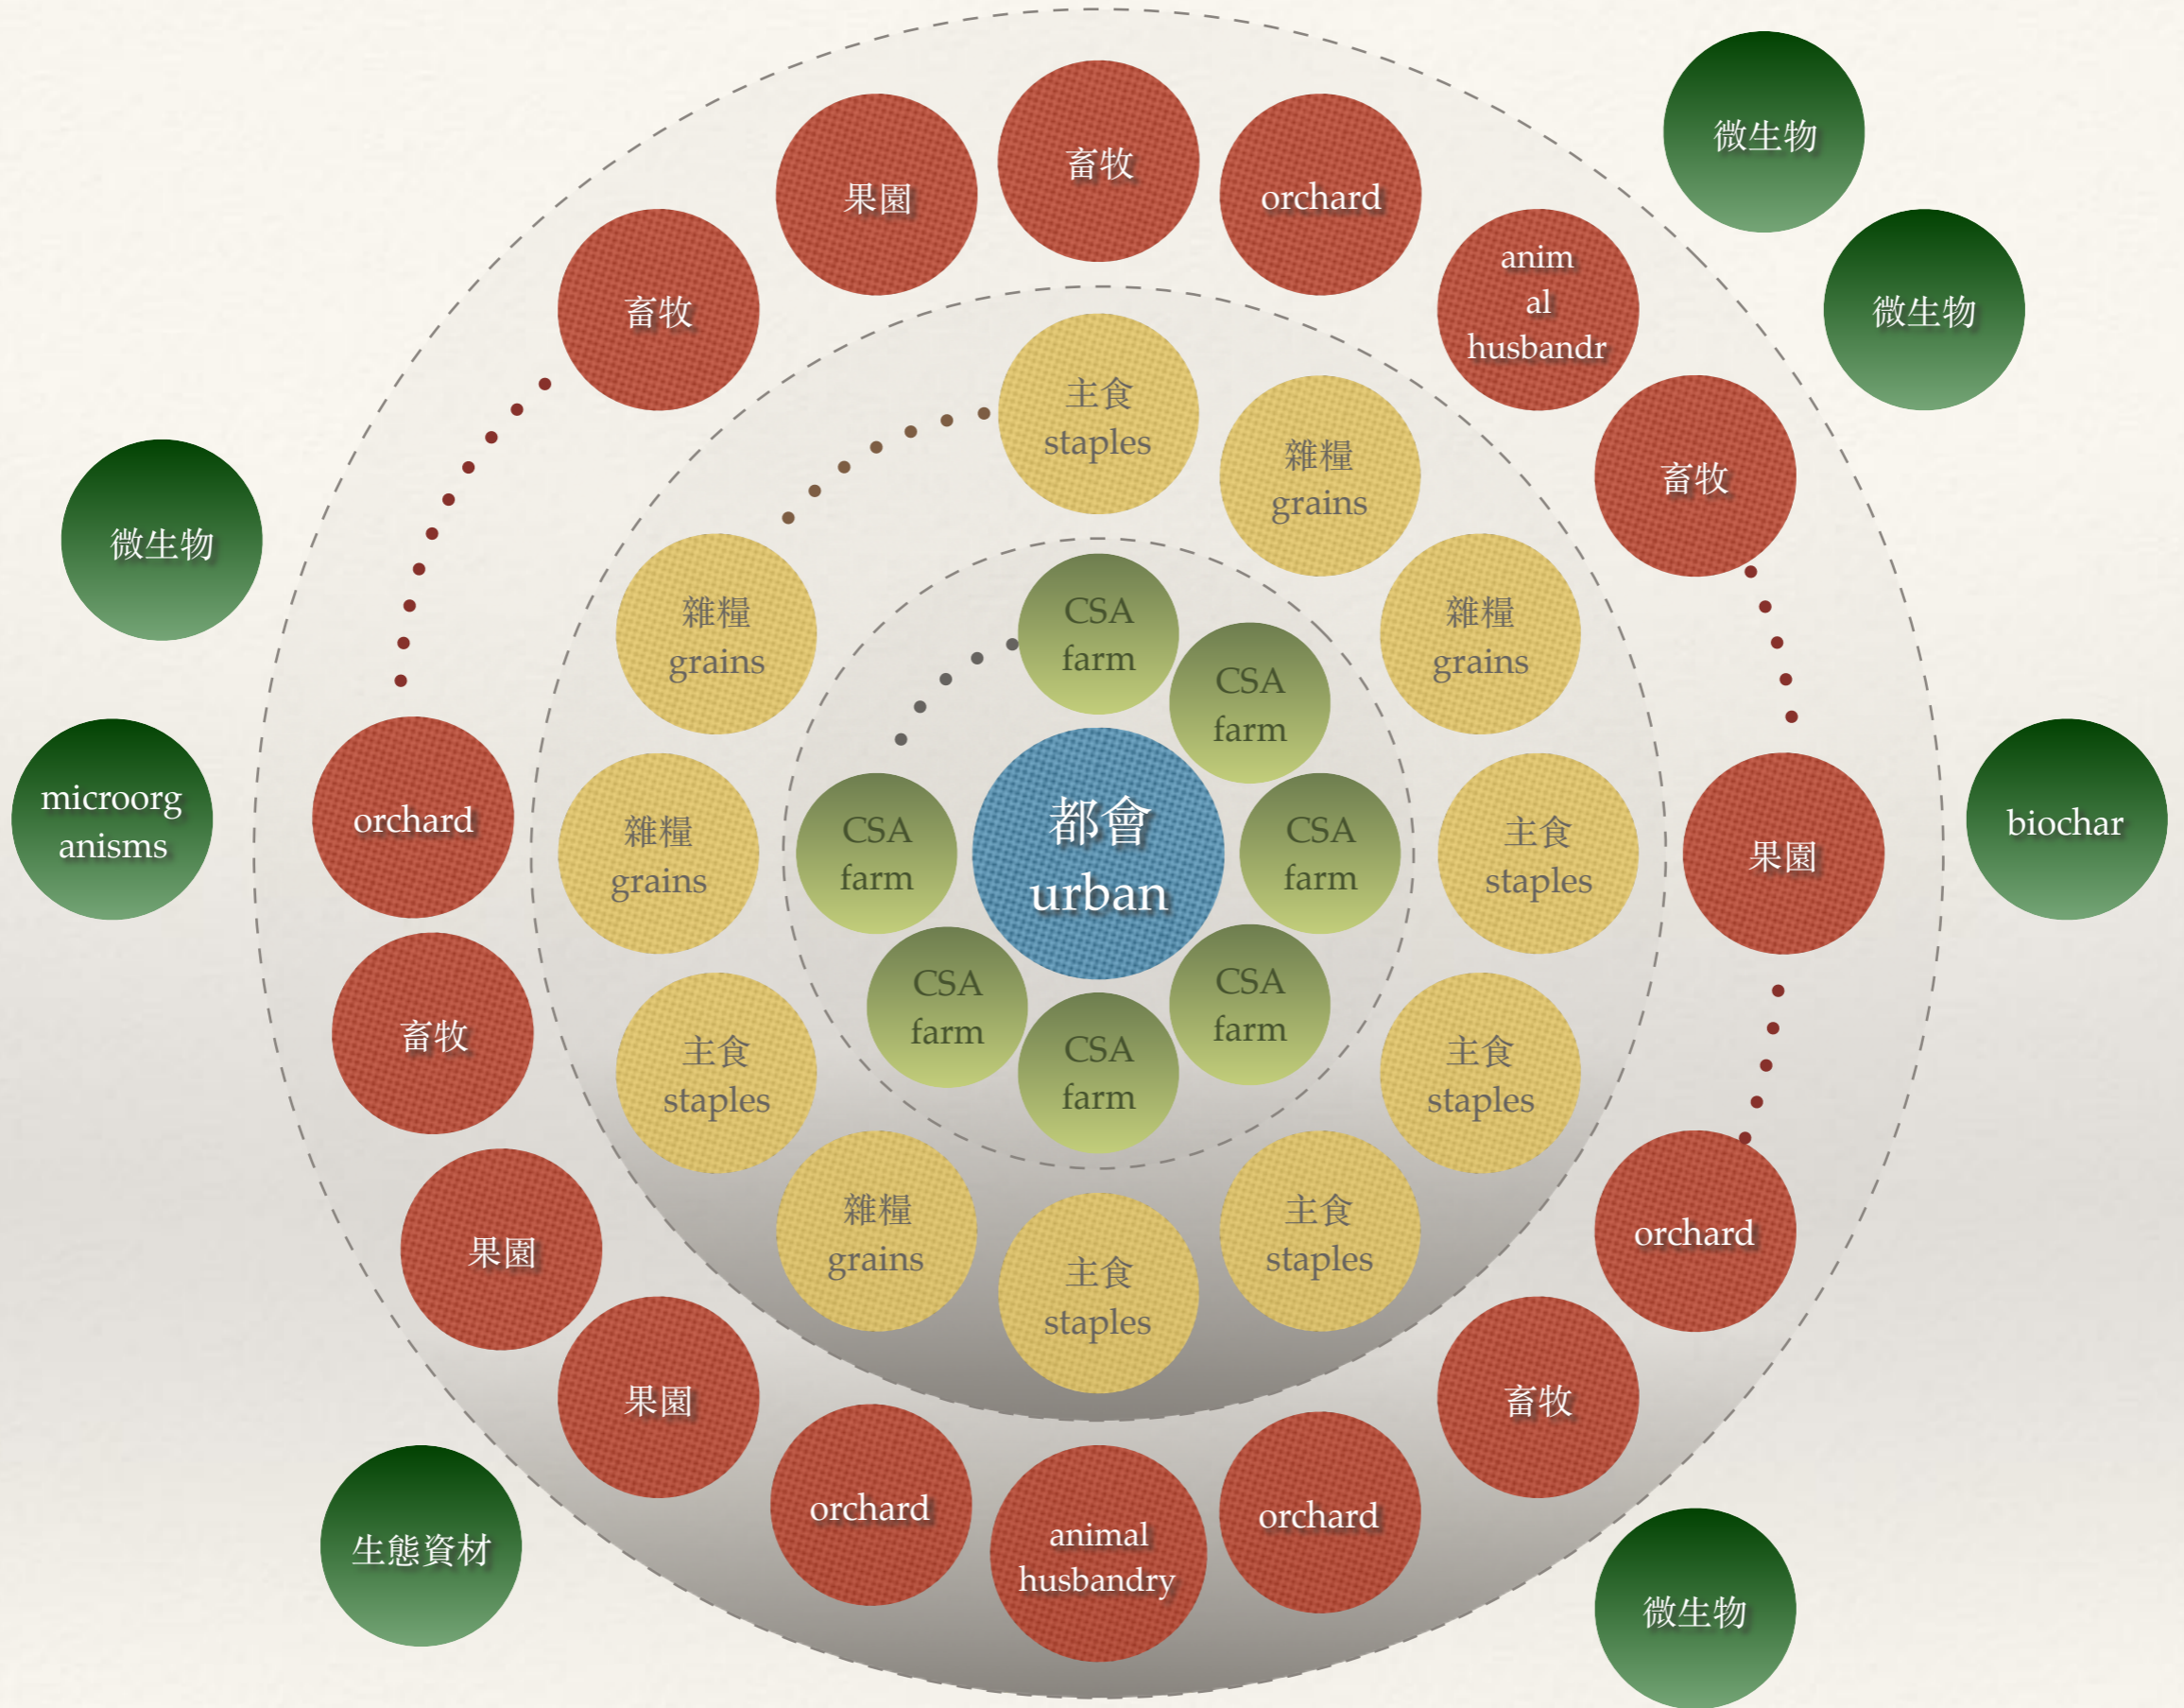 微生物
畜牧
果園
orchard
anim
al
husbandr
微生物
畜牧
主食
staples
雜糧
grains
畜牧
微生物
CSA
farm
雜糧
grains
雜糧
grains
CSA
farm
microorg
anisms
orchard
雜糧
grains
CSA
farm
都會
urban
CSA
farm
主食
staples
果園
biochar
畜牧
主食
staples
CSA
farm
CSA
farm
CSA
farm
主食
staples
果園
雜糧
grains
主食
staples
主食
staples
orchard
果園
畜牧
生態資材
orchard
animal
husbandry
orchard
微生物